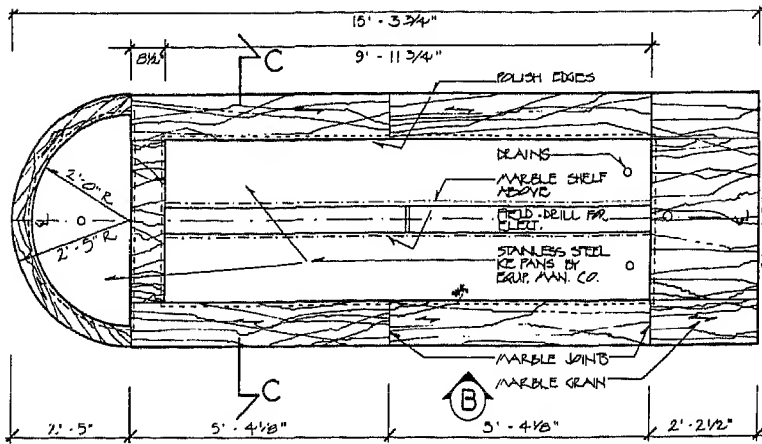 15' - 3 3/4"
8½"
9' - 11 3/4"
C
POLISH EDGES
2'-0" R
2'-5" R
DRAINS
MARBLE SHELF
ABOVE
FIELD-DRILL FOR
ELECT.
STAINLESS STEEL
ICE PANS BY
EQUIP. MAN. CO.
MARBLE JOINTS
MARBLE GRAIN
C
B
2'-5"
5'-4 1/8"
5'-4 1/8"
2'-2 1/2"